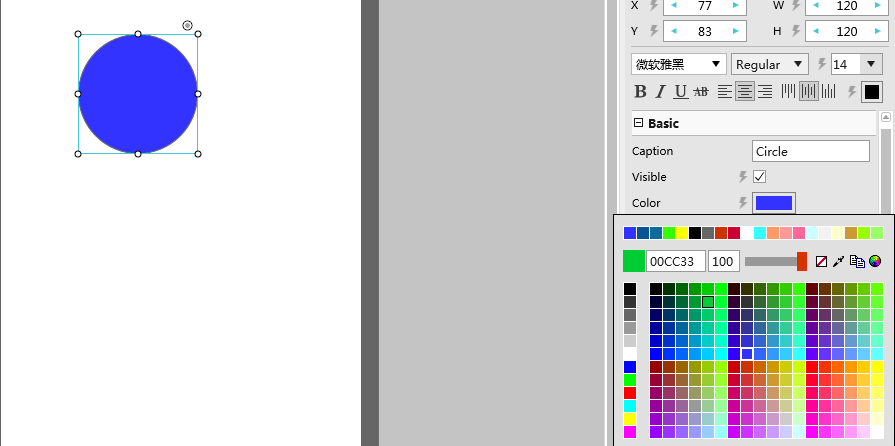 X 77 W 120
Y 83 H 120
微软雅黑 Regular 14
B I U AB
Basic
Caption Circle
Visible
Color
00CC33 100